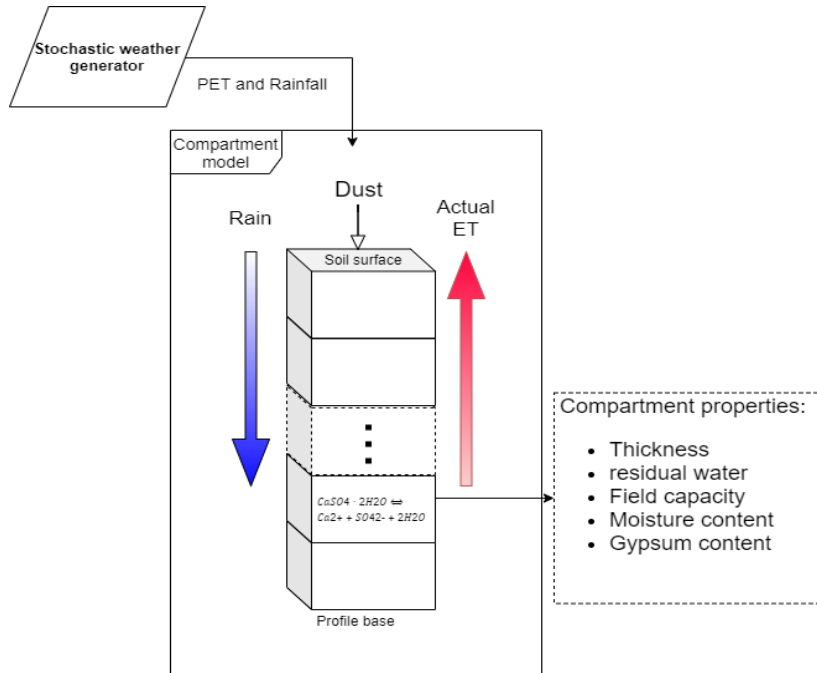 Stochastic weather
generator
PET and Rainfall
Compartment
model
Dust
Rain
Actual
ET
Soil surface
CaSO4 · 2H2O ⇔
Ca2+ + SO42- + 2H2O
Profile base
Compartment properties:
• Thickness
• residual water
• Field capacity
• Moisture content
• Gypsum content